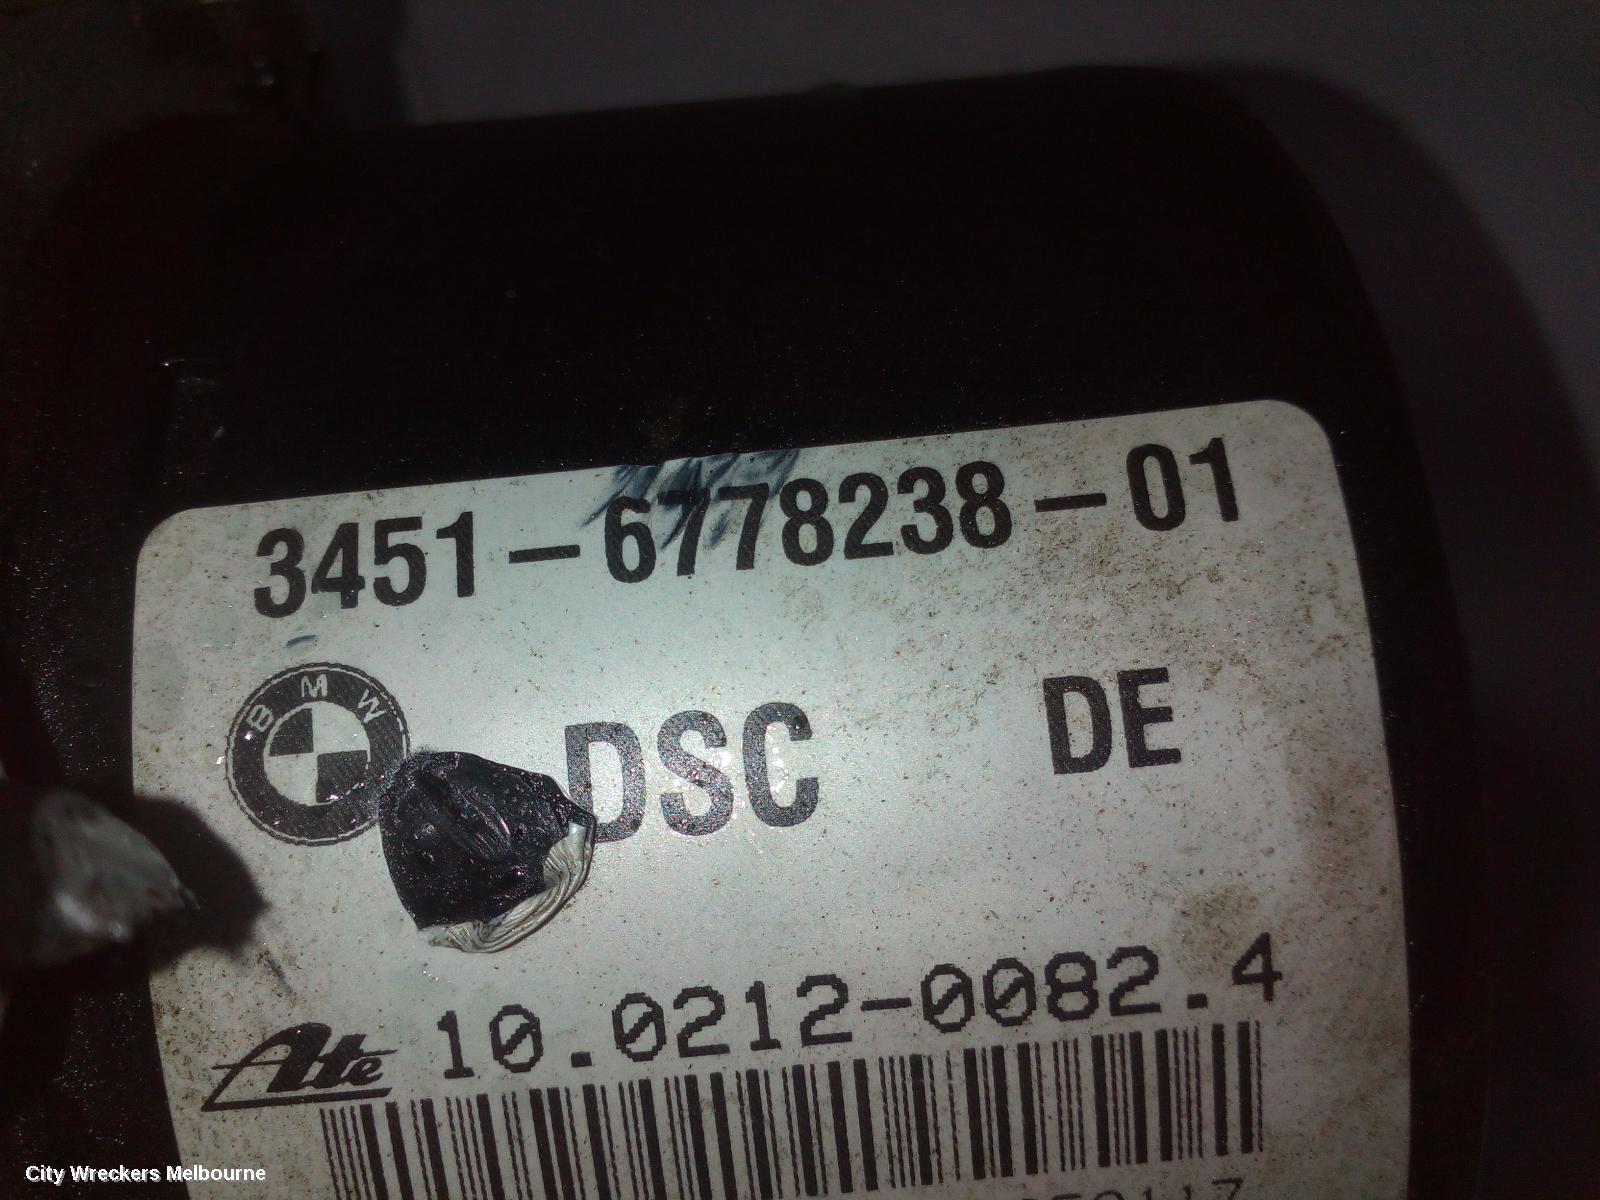 3451-6778238-01
BMW
DSC DE
Ate 10.0212-0082.4
City Wreckers Melbourne